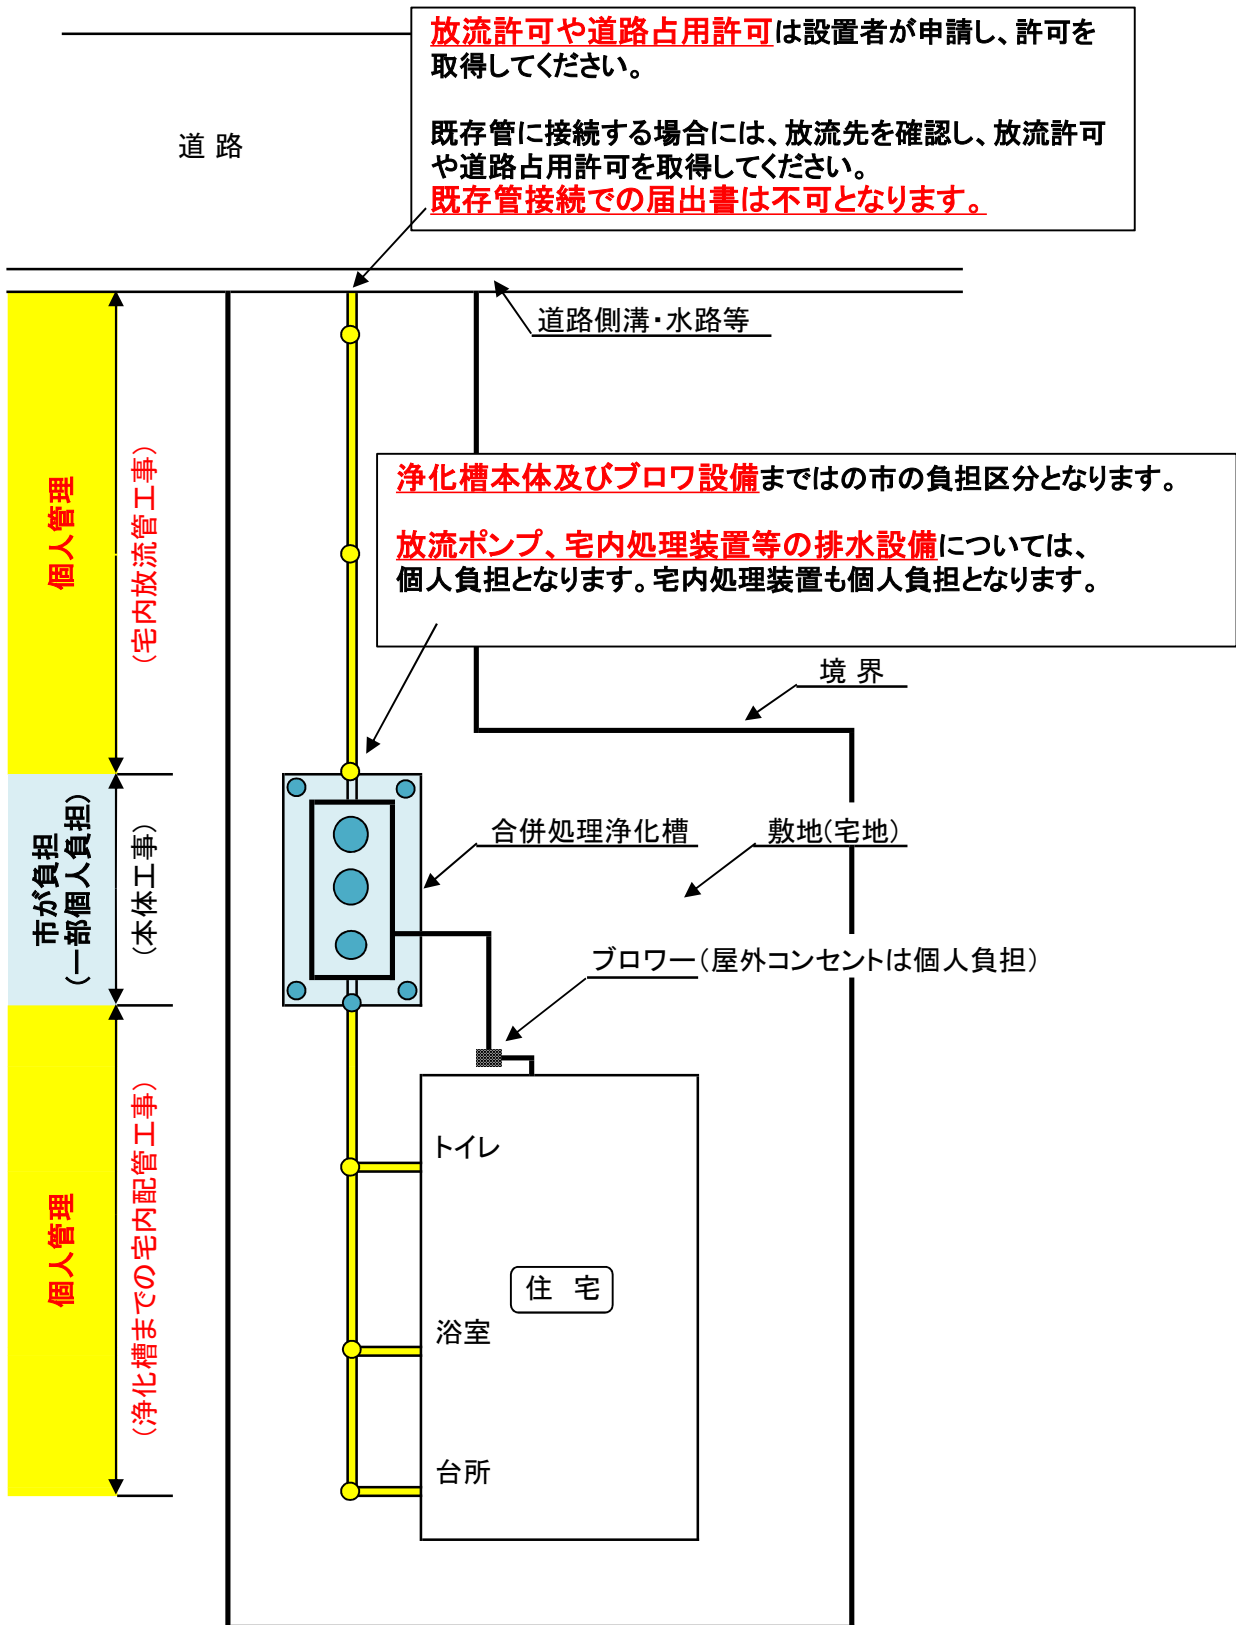 放流許可や道路占用許可は設置者が申請し、許可を
取得してください。
既存管に接続する場合には、放流先を確認し、放流許可
や道路占用許可を取得してください。
既存管接続での届出書は不可となります。
道 路
道路側溝・水路等
個人管理
(宅内放流管工事)
浄化槽本体及びブロワ設備まではの市の負担区分となります。
放流ポンプ、宅内処理装置等の排水設備については、
個人負担となります。宅内処理装置も個人負担となります。
境 界
市が負担
(一部個人負担)
(本体工事)
合併処理浄化槽
敷地(宅地)
ブロワー(屋外コンセントは個人負担)
個人管理
(浄化槽までの宅内配管工事)
トイレ
住 宅
浴室
台所